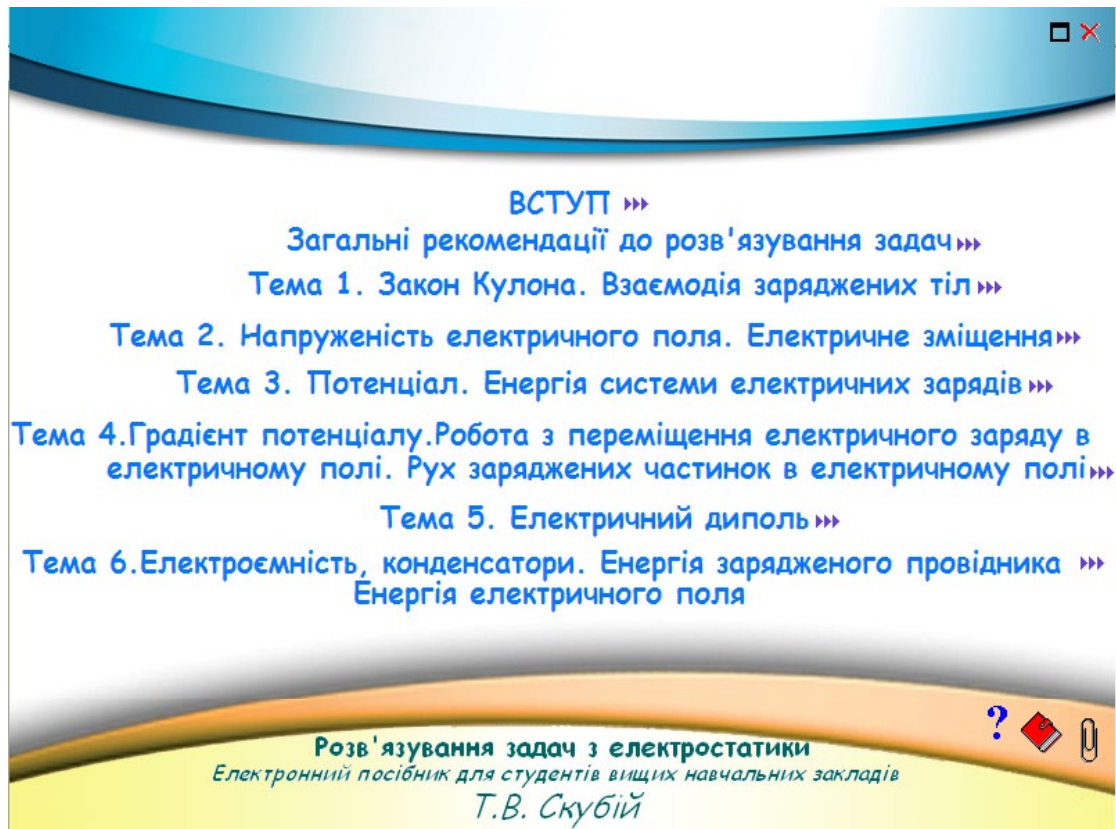 ВСТУП
Загальні рекомендації до розв'язування задач
Тема 1. Закон Кулона. Взаємодія заряджених тіл
Тема 2. Напруженість електричного поля. Електричне зміщення
Тема 3. Потенціал. Енергія системи електричних зарядів
Тема 4.Градієнт потенціалу.Робота з переміщення електричного заряду в
електричному полі. Рух заряджених частинок в електричному полі
Тема 5. Електричний диполь
Тема 6.Електроємність, конденсатори. Енергія зарядженого провідника
Енергія електричного поля
?
Розв'язування задач з електростатики
Електронний посібник для студентів вищих навчальних закладів
Т.В. Скубій